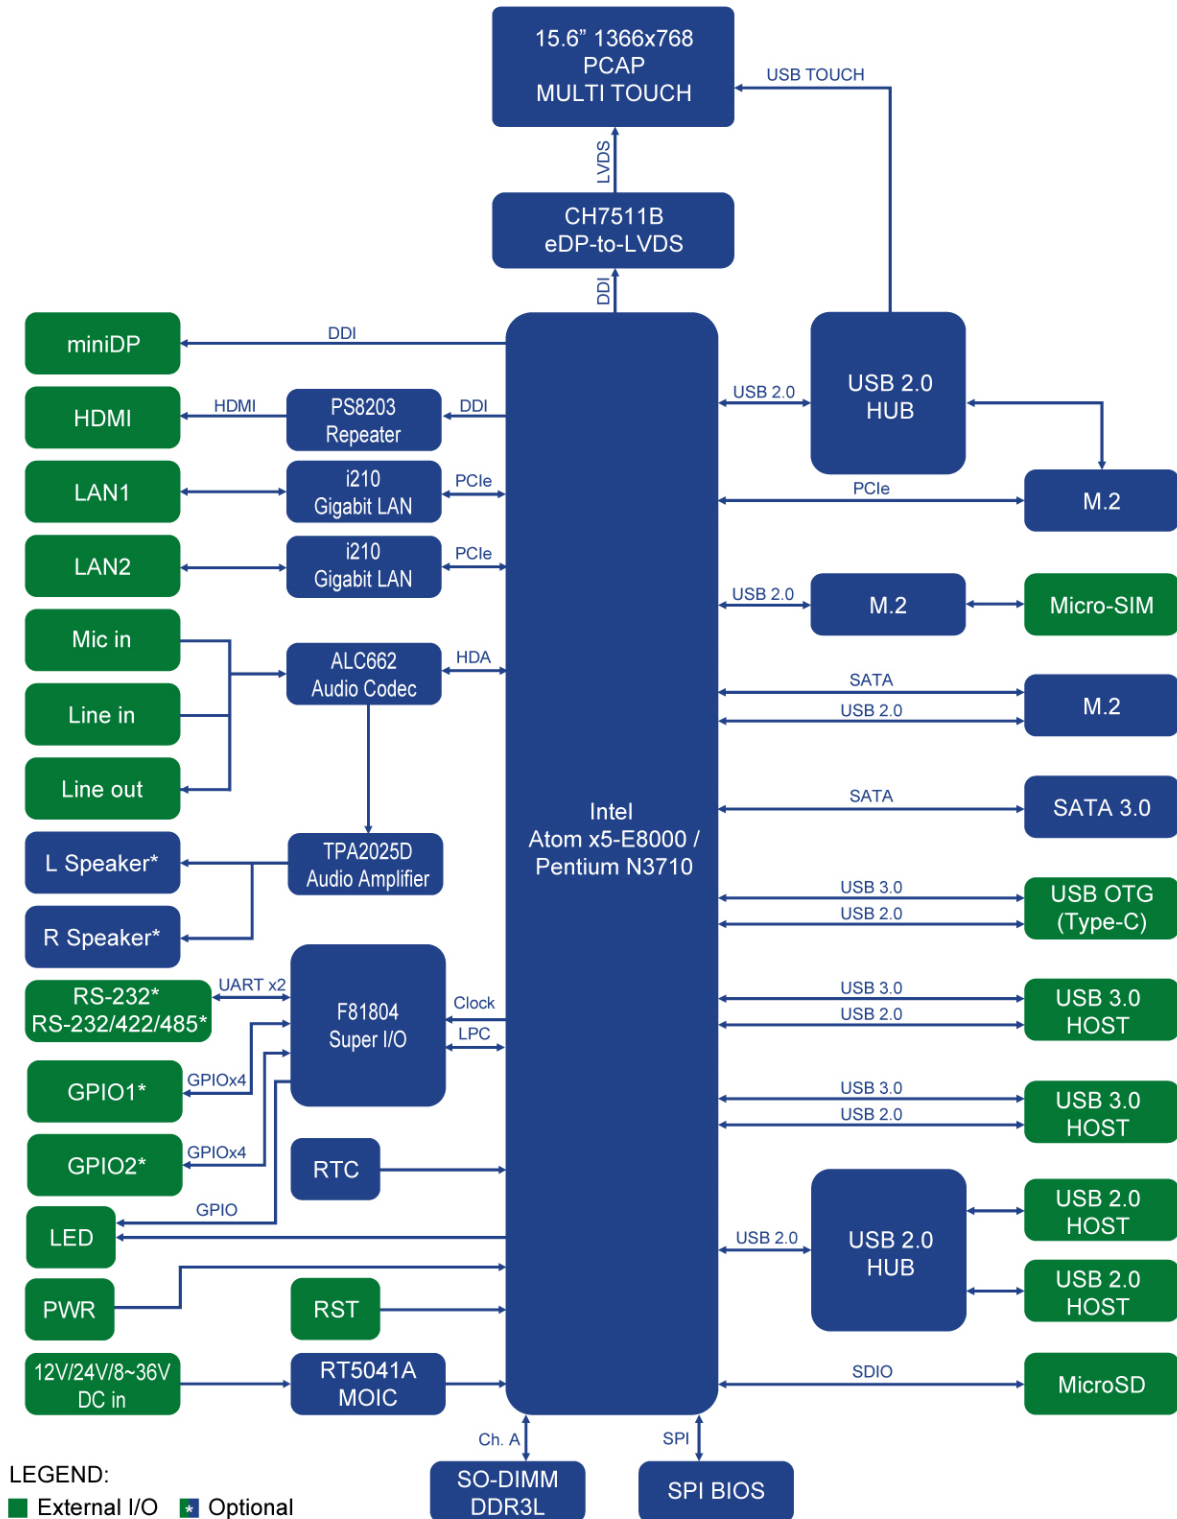 15.6” 1366x768
PCAP
MULTI TOUCH
USB TOUCH
LVDS
CH7511B
eDP-to-LVDS
DDI
miniDP
DDI
HDMI
HDMI
PS8203
Repeater
DDI
USB 2.0
USB 2.0
HUB
LAN1
i210
Gigabit LAN
PCIe
PCIe
M.2
LAN2
i210
Gigabit LAN
PCIe
USB 2.0
M.2
Micro-SIM
Mic in
ALC662
Audio Codec
HDA
Line in
SATA
USB 2.0
M.2
Line out
Intel
Atom x5-E8000 /
Pentium N3710
SATA
SATA 3.0
L Speaker*
TPA2025D
Audio Amplifier
R Speaker*
USB 3.0
USB 2.0
USB OTG
(Type-C)
RS-232*
RS-232/422/485*
UART x2
F81804
Super I/O
Clock
LPC
USB 3.0
USB 2.0
USB 3.0
HOST
GPIO1*
GPIOx4
USB 3.0
USB 2.0
USB 3.0
HOST
GPIO2*
GPIOx4
RTC
LED
GPIO
USB 2.0
USB 2.0
HUB
USB 2.0
HOST
USB 2.0
HOST
PWR
RST
12V/24V/8~36V
DC in
RT5041A
MOIC
SDIO
MicroSD
Ch. A
SPI
SO-DIMM
DDR3L
SPI BIOS
LEGEND:
External I/O
* Optional